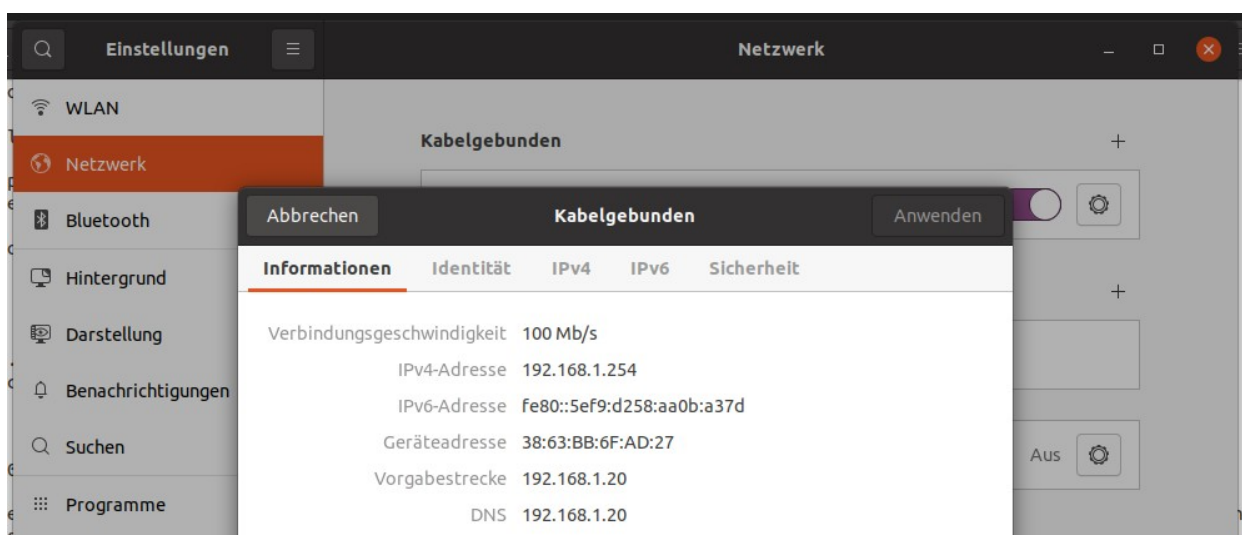 Einstellungen
Netzwerk
WLAN
Netzwerk
Bluetooth
Hintergrund
Darstellung
Benachrichtigungen
Suchen
Programme
Kabelgebunden
Abbrechen
Kabelgebunden
Anwenden
Informationen Identität IPv4 IPv6 Sicherheit
Verbindungsgeschwindigkeit 100 Mb/s
IPv4-Adresse 192.168.1.254
IPv6-Adresse fe80::5ef9:d258:aa0b:a37d
Geräteadresse 38:63:BB:6F:AD:27
Vorgabestrecke 192.168.1.20
DNS 192.168.1.20
Aus